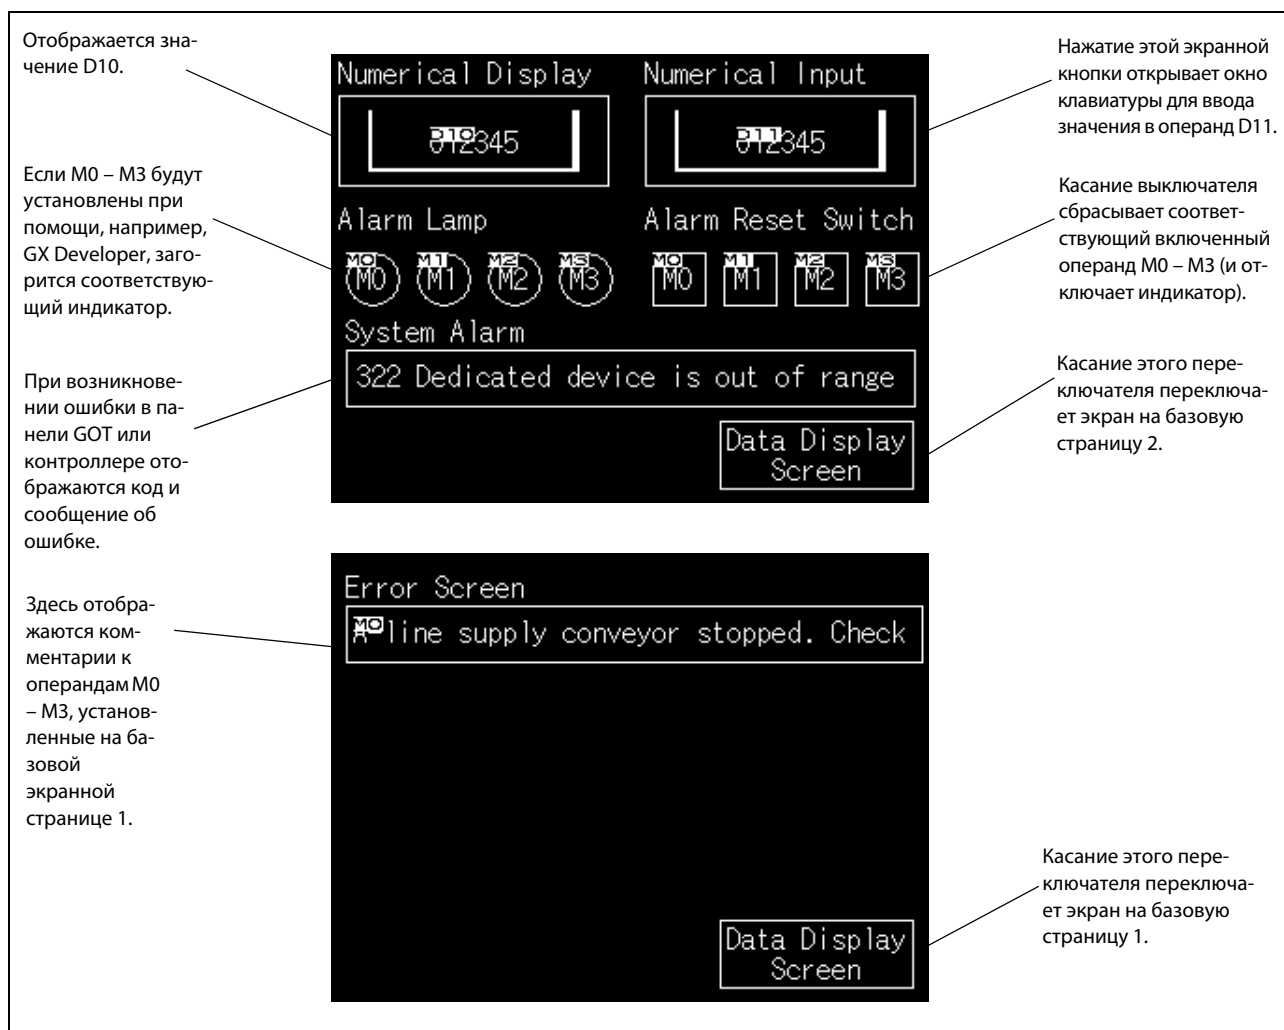 Отображается зна-
чение D10.
Если M0 – M3 будут
установлены при
помощи, например,
GX Developer, заго-
рится соответствую-
щий индикатор.
При возникнове-
нии ошибки в па-
нели GOT или
контроллере ото-
бражаются код и
сообщение об
ошибке.
Numerical Display
Numerical Input
D10
012345
D11
012345
Alarm Lamp
Alarm Reset Switch
M0 M1 M2 M3
M0 M1 M2 M3
M0 M1 M2 M3
M0 M1 M2 M3
System Alarm
322 Dedicated device is out of range
Data Display
Screen
Нажатие этой экранной
кнопки открывает окно
клавиатуры для ввода
значения в операнд D11.
Касание выключателя
сбрасывает соответ-
ствующий включенный
операнд M0 – M3 (и от-
ключает индикатор).
Касание этого пере-
ключателя переключа-
ет экран на базовую
страницу 2.
Здесь отобра-
жаются ком-
ментарии к
операндам M0
– M3, установ-
ленные на ба-
зовой
экранной
странице 1.
Error Screen
M0
A line supply conveyor stopped. Check
Data Display
Screen
Касание этого пере-
ключателя переключа-
ет экран на базовую
страницу 1.